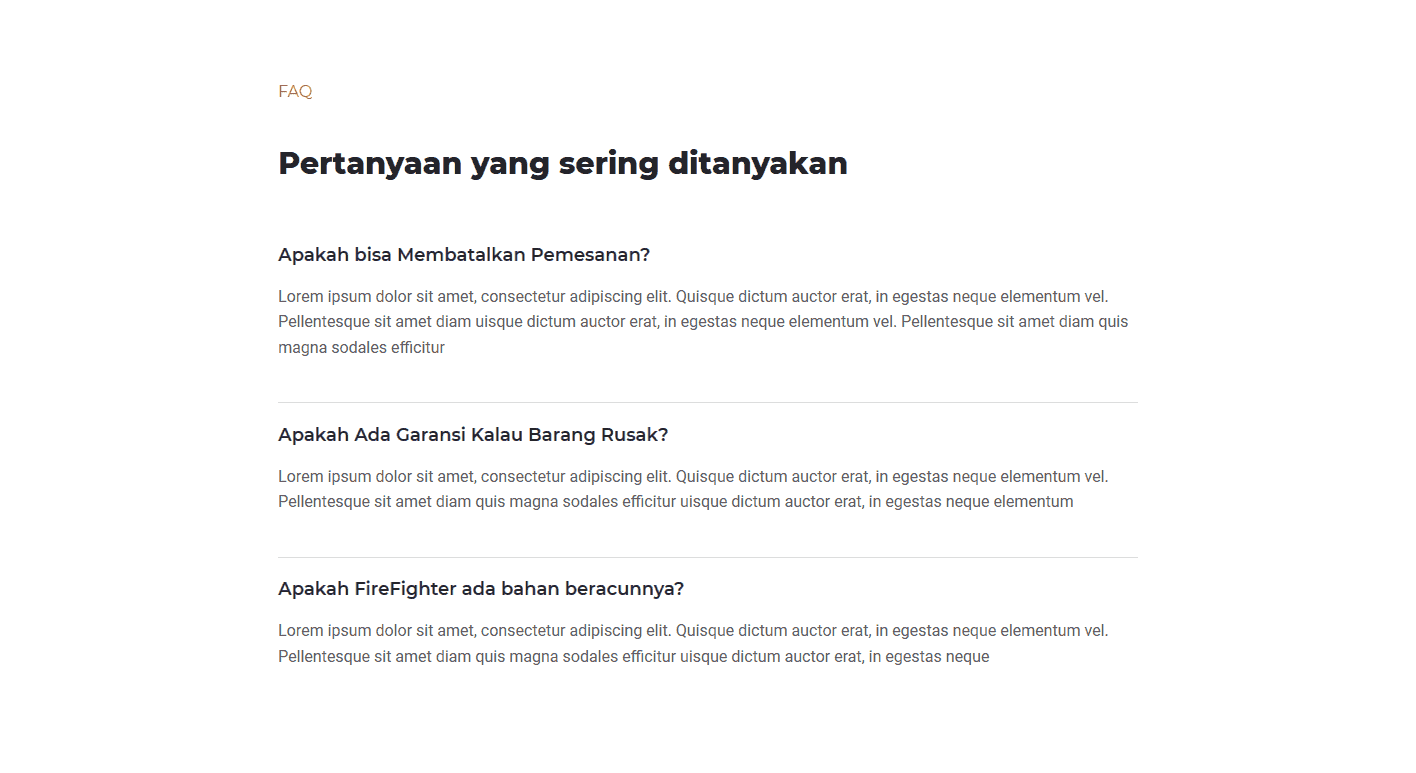 FAQ
Pertanyaan yang sering ditanyakan
Apakah bisa Membatalkan Pemesanan?
Lorem ipsum dolor sit amet, consectetur adipiscing elit. Quisque dictum auctor erat, in egestas neque elementum vel.
Pellentesque sit amet diam uisque dictum auctor erat, in egestas neque elementum vel. Pellentesque sit amet diam quis
magna sodales efficitur
Apakah Ada Garansi Kalau Barang Rusak?
Lorem ipsum dolor sit amet, consectetur adipiscing elit. Quisque dictum auctor erat, in egestas neque elementum vel.
Pellentesque sit amet diam quis magna sodales efficitur uisque dictum auctor erat, in egestas neque elementum
Apakah FireFighter ada bahan beracunnya?
Lorem ipsum dolor sit amet, consectetur adipiscing elit. Quisque dictum auctor erat, in egestas neque elementum vel.
Pellentesque sit amet diam quis magna sodales efficitur uisque dictum auctor erat, in egestas neque